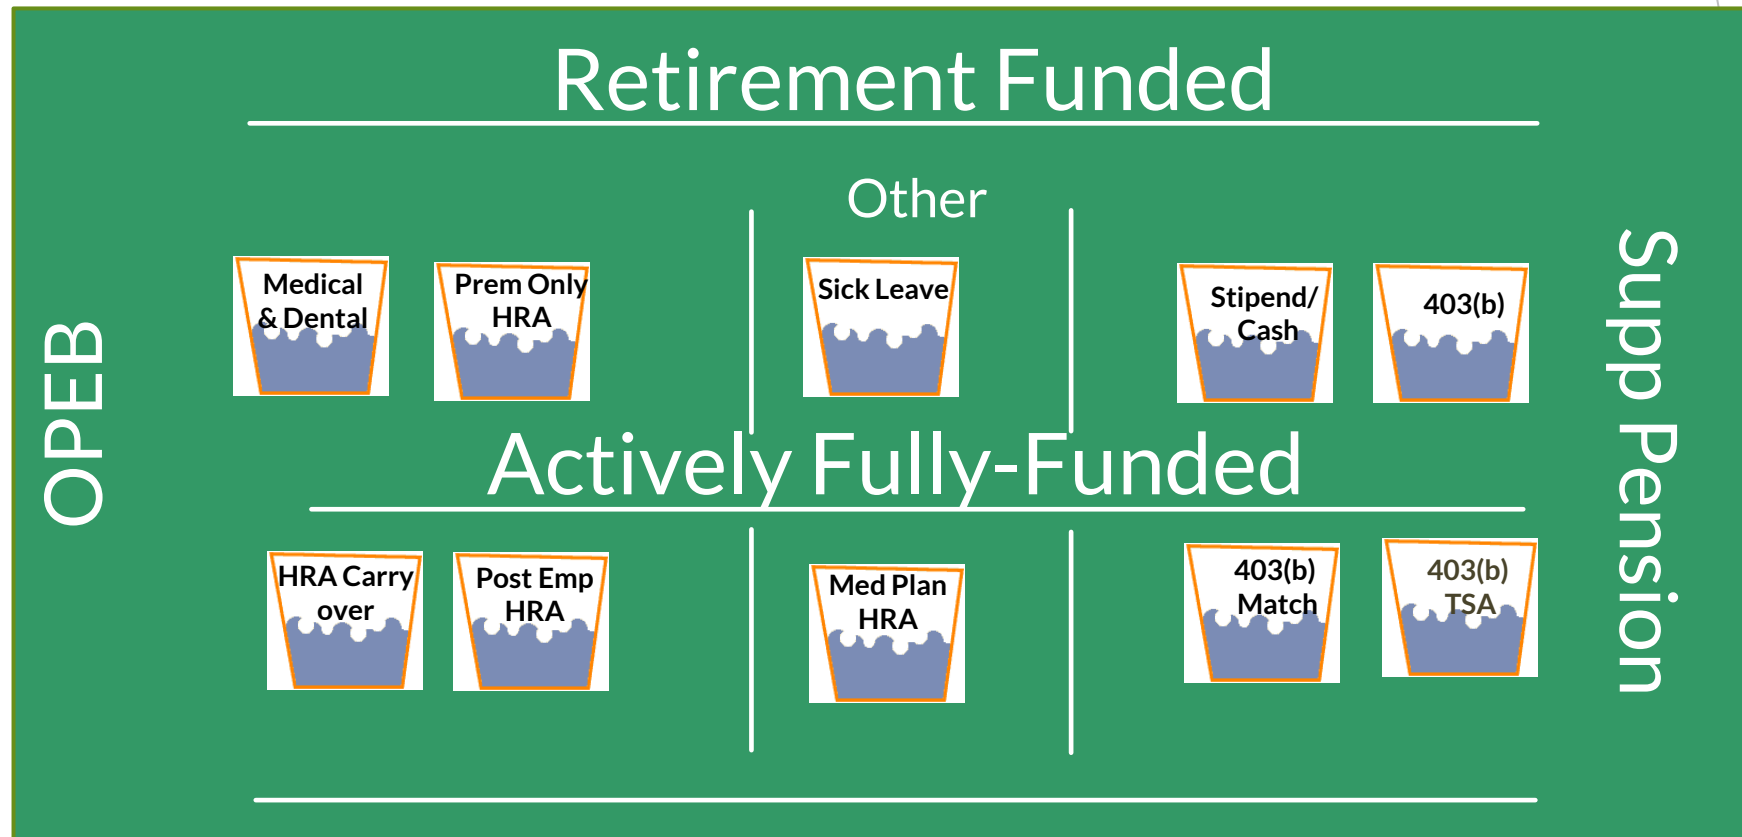 Retirement Funded
Other
OPEB
Medical
& Dental
Prem Only
HRA
Sick Leave
Stipend/
Cash
403(b)
Supp Pension
Actively Fully-Funded
HRA Carry
over
Post Emp
HRA
Med Plan
HRA
403(b)
Match
403(b)
TSA